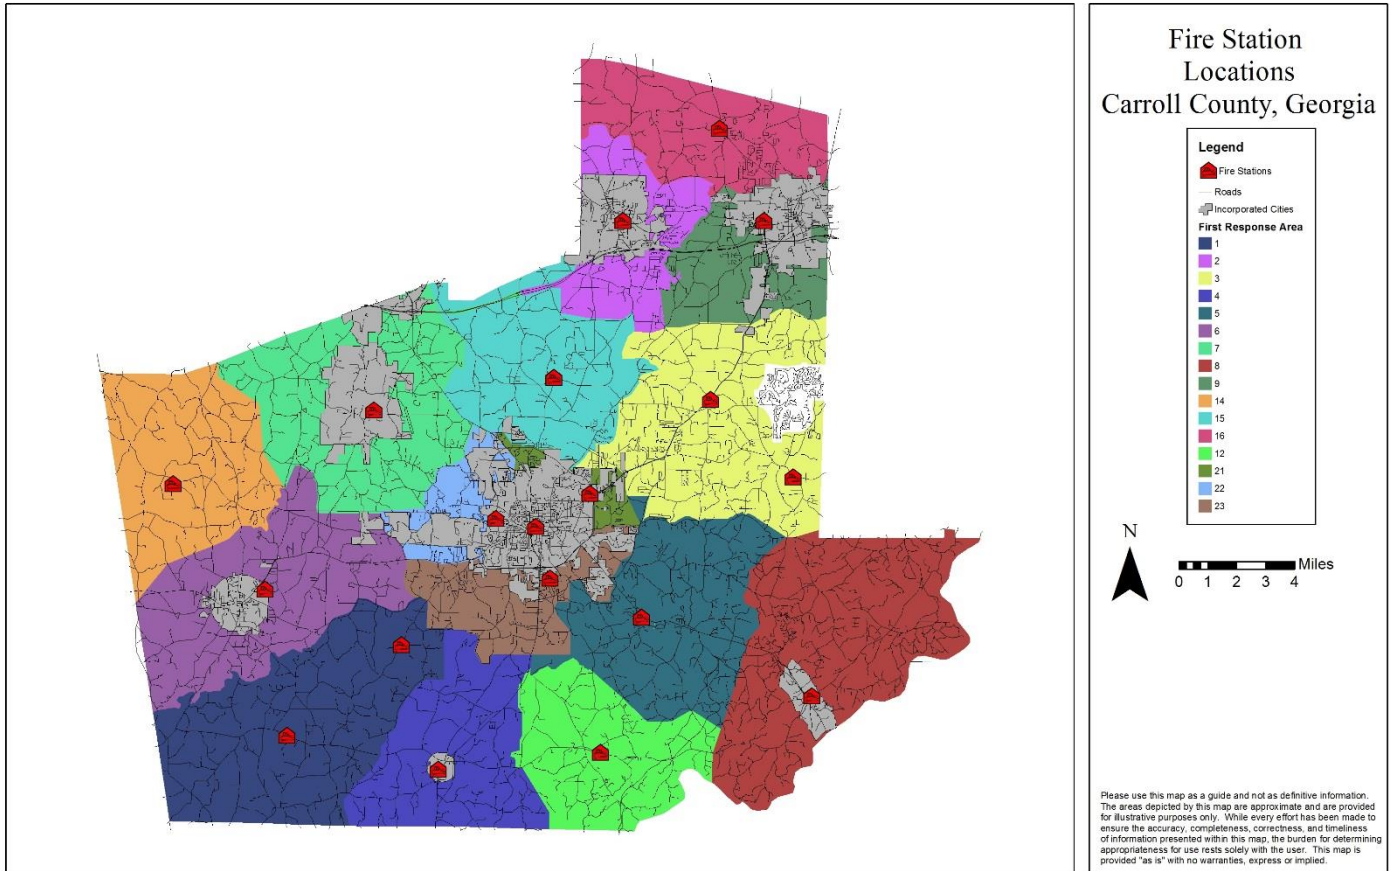 Fire Station
Locations
Carroll County, Georgia
Legend
Fire Stations
Roads
Incorporated Cities
First Response Area
1
2
3
4
5
6
7
8
9
14
15
16
12
21
22
23
N
Miles
0 0 1 2 3 4
Please use this map as a guide and not as definitive information.
The areas depicted by this map are approximate and are provided
for illustrative purposes only. While every effort has been made to
ensure the accuracy, completeness, correctness, and timeliness
of information presented within this map, the burden for determining
appropriateness for use rests solely with the user. This map is
provided "as is" with no warranties, express or implied.